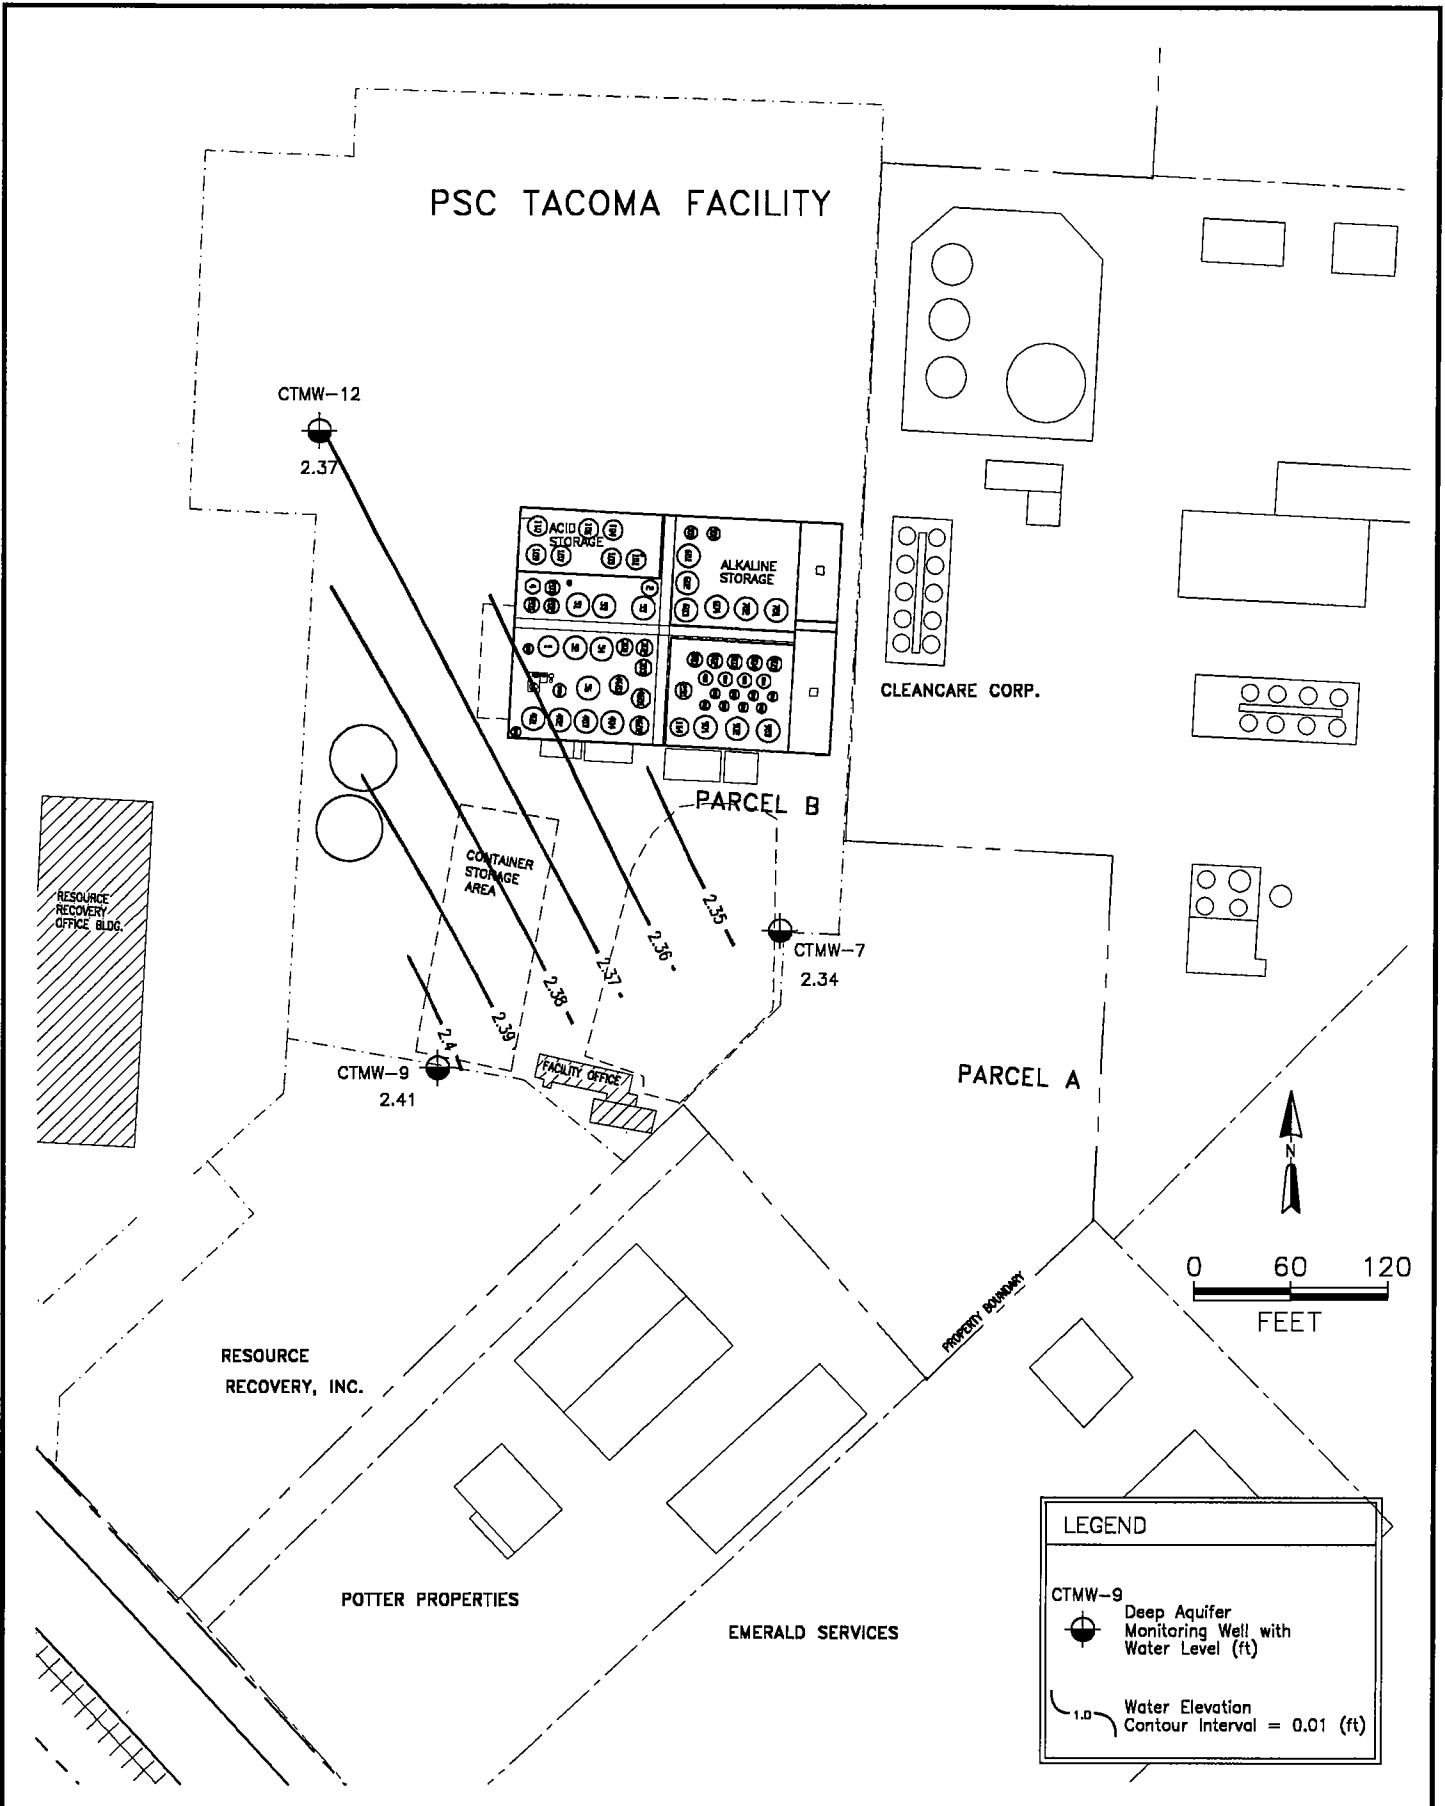 PSC TACOMA FACILITY
CTMW-12
2.37
ACID
STORAGE
ALKALINE
STORAGE
CLEANCARE CORP.
PARCEL B
CONTAINER
STORAGE
AREA
RESOURCE
RECOVERY
OFFICE BLDG.
2.35
2.36
2.37
2.38
2.39
2.4
CTMW-7
2.34
CTMW-9
2.41
FACILITY OFFICE
PARCEL A
N
0 60 120
FEET
PROPERTY BOUNDARY
RESOURCE
RECOVERY, INC.
POTTER PROPERTIES
EMERALD SERVICES
LEGEND
CTMW-9
Deep Aquifer
Monitoring Well with
Water Level (ft)
1.0
Water Elevation
Contour Interval = 0.01 (ft)